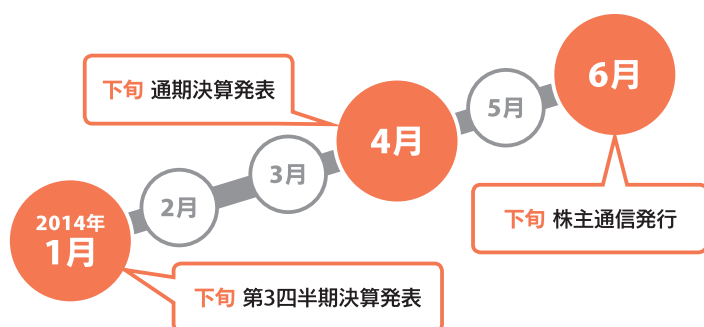 2014年
1月
下旬 第3四半期決算発表
2月
3月
4月
下旬 通期決算発表
5月
6月
下旬 株主通信発行